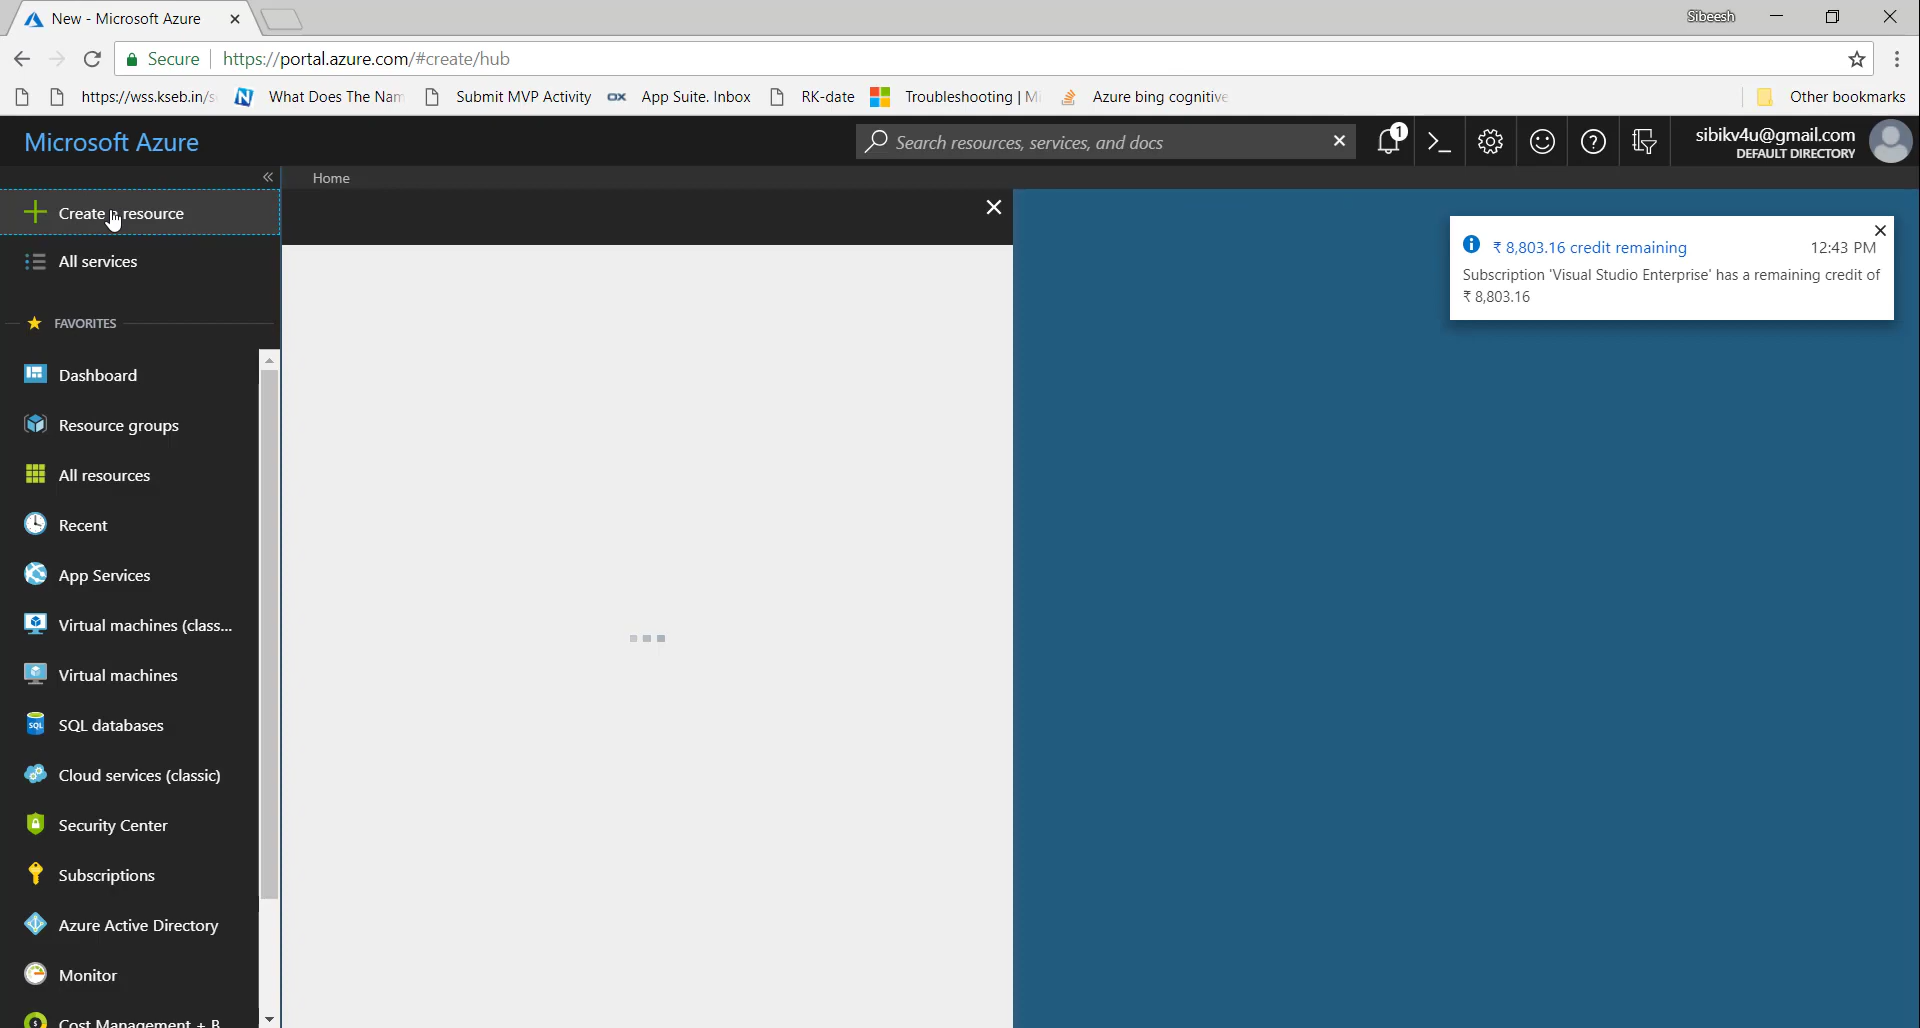 New - Microsoft Azure
Sibeesh
Secure https://portal.azure.com/#create/hub
https://wss.kseb.in/s What Does The Nam Submit MVP Activity OX App Suite. Inbox RK-date Troubleshooting | Mi Azure bing cognitive Other bookmarks
Microsoft Azure
Search resources, services, and docs
1
sibikv4u@gmail.com
DEFAULT DIRECTORY
Home
Create resource
All services
FAVORITES
Dashboard
Resource groups
All resources
Recent
App Services
Virtual machines (class...
Virtual machines
SQL SQL databases
Cloud services (classic)
Security Center
Subscriptions
Azure Active Directory
Monitor
Cost Management + B
₹ 8,803.16 credit remaining 12:43 PM
Subscription 'Visual Studio Enterprise' has a remaining credit of
₹ 8,803.16